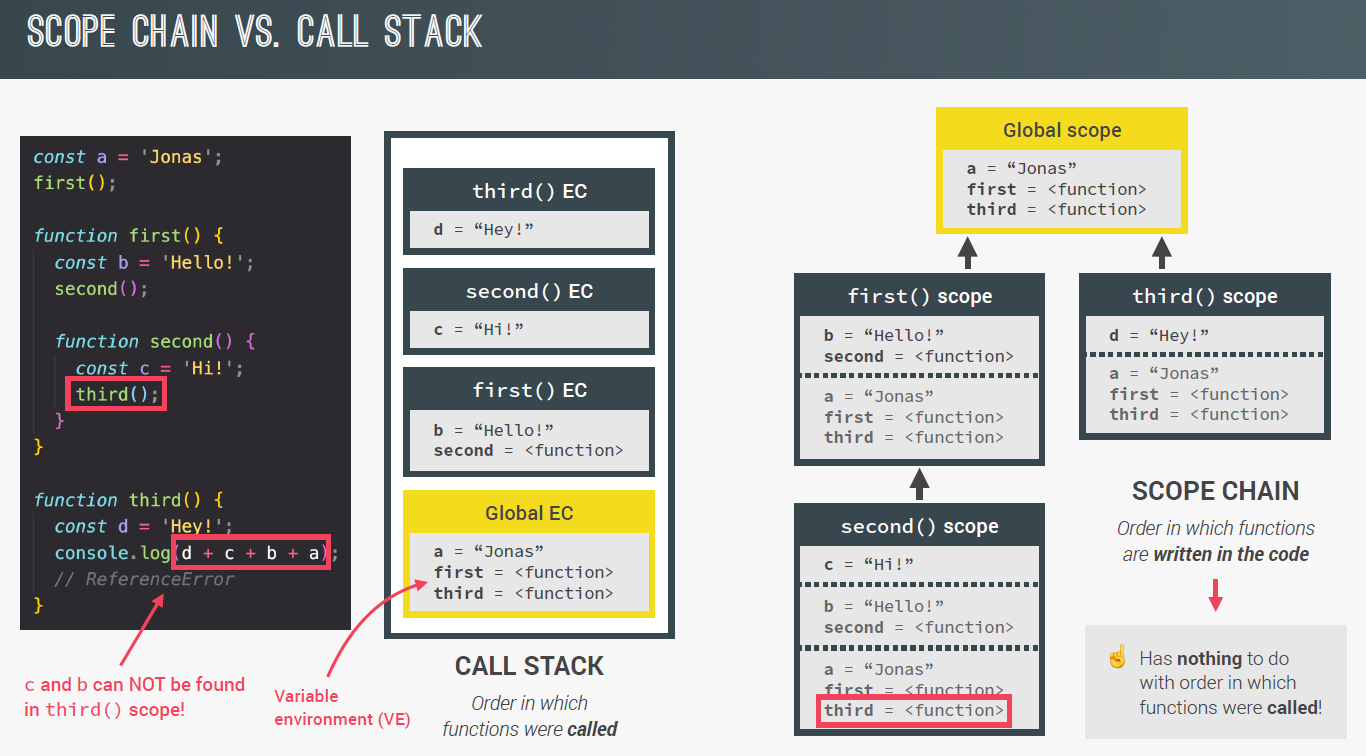 SCOPE CHAIN VS. CALL STACK
const a = 'Jonas';
first();
function first() {
const b = 'Hello!';
second();
function second() {
const c = 'Hi!';
third();
}
}
function third() {
const d = 'Hey!';
console.log(d + c + b + a);
// ReferenceError
}
c and b can NOT be found
in third() scope!
third() EC
d = “Hey!”
second() EC
c = “Hi!”
first() EC
b = “Hello!”
second = <function>
Global EC
a = “Jonas”
first = <function>
third = <function>
CALL STACK
Order in which
functions were called
Variable
environment (VE)
Global scope
a = “Jonas”
first = <function>
third = <function>
first() scope
b = “Hello!”
second = <function>
a = “Jonas”
first = <function>
third = <function>
second() scope
c = “Hi!”
b = “Hello!”
second = <function>
a = “Jonas”
first = <function>
third = <function>
third() scope
d = “Hey!”
a = “Jonas”
first = <function>
third = <function>
SCOPE CHAIN
Order in which functions
are written in the code
☝ Has nothing to do
with order in which
functions were called!